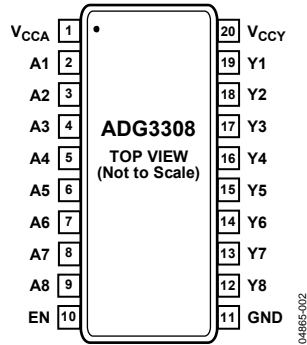 VCCA 1 20 VCCY
A1 2 19 Y1
A2 3 18 Y2
A3 4 ADG3308 17 Y3
A4 5 TOP VIEW 16 Y4
(Not to Scale)
A5 6 15 Y5
A6 7 14 Y6
A7 8 13 Y7
A8 9 12 Y8
EN 10 11 GND
04865-002